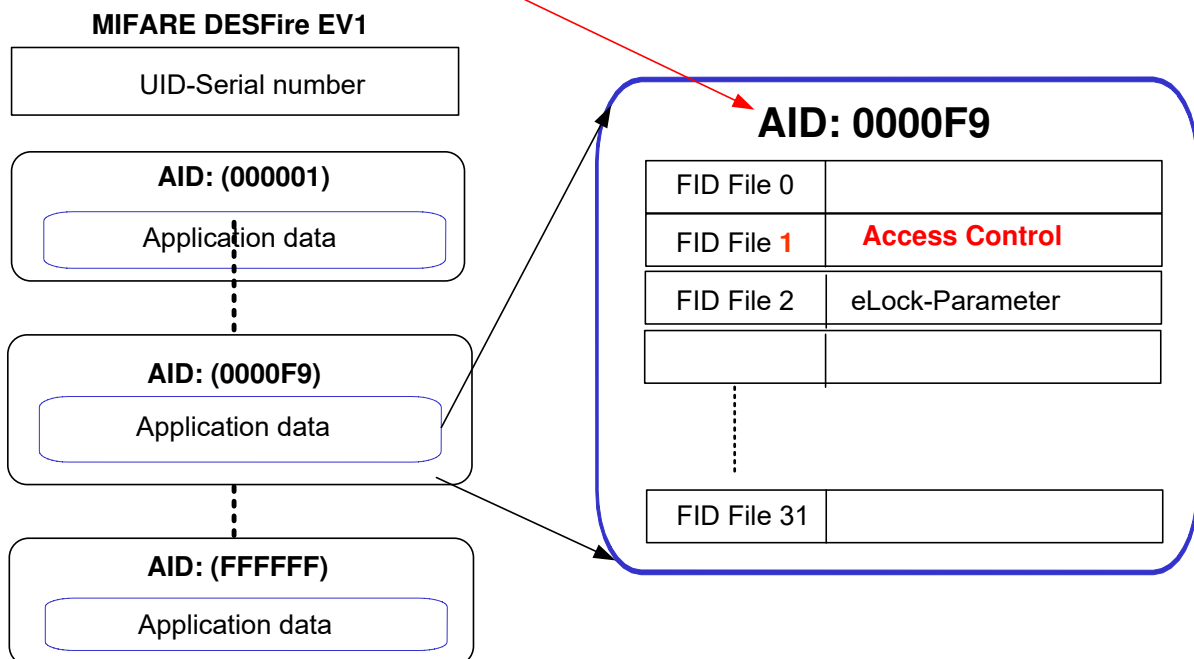 MIFARE DESFire EV1
UID-Serial number
AID: (000001)
Application data
AID: (0000F9)
Application data
AID: (FFFFFF)
Application data
AID: 0000F9
FID File 0
FID File 1 Access Control
FID File 2 eLock-Parameter
FID File 31